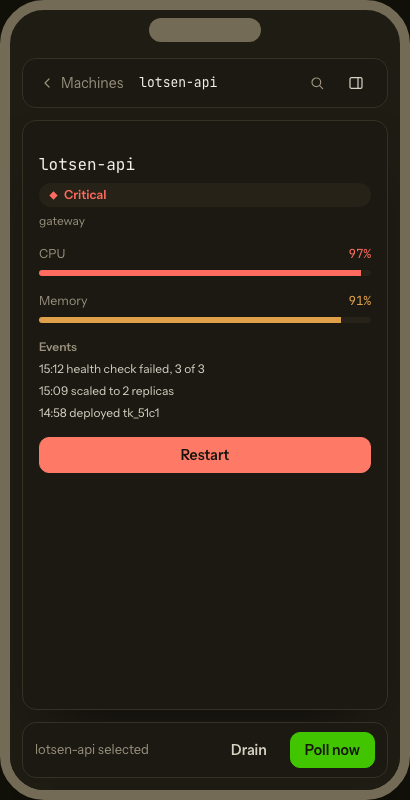 Machines lotsen-api
lotsen-api
Critical
gateway
CPU 97%
Memory 91%
Events
15:12 health check failed, 3 of 3
15:09 scaled to 2 replicas
14:58 deployed tk_51c1
Restart
lotsen-api selected Drain Poll now